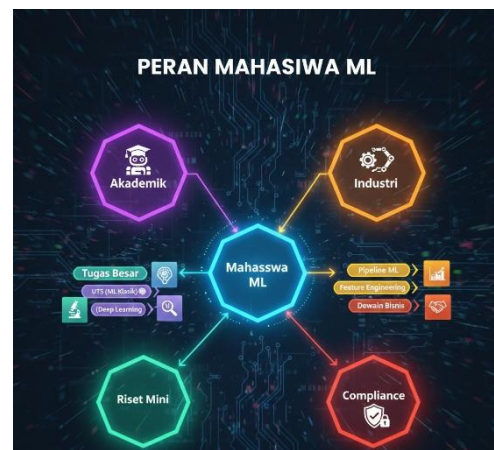 PERAN MAHASIWA ML
Akademik
Industri
Mahasswa
ML
Tugas Besar
UTS (ML Klasik)
(Deep Learning)
Pipeline ML
Feature Engineering
Dowain Bisnis
Riset Mini
Compliance